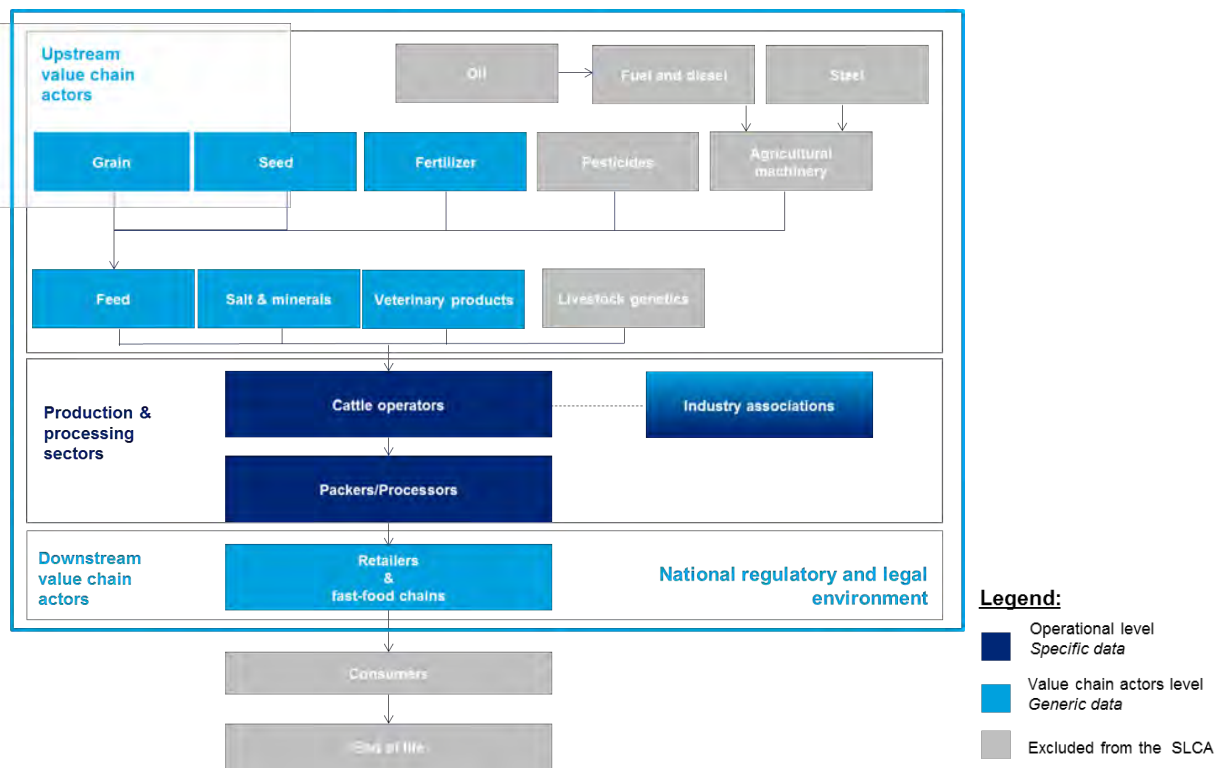 Upstream
value chain
actors
Oil
Fuel and diesel
Steel
Grain
Seed
Fertilizer
Pesticides
Agricultural
machinery
Feed
Salt & minerals
Veterinary products
Livestock genetics
Production &
processing
sectors
Cattle operators
Industry associations
Packers/Processors
Downstream
value chain
actors
Retailers
&
fast-food chains
National regulatory and legal
environment
Consumers
End of life
Legend:
Operational level
Specific data
Value chain actors level
Generic data
Excluded from the SLCA